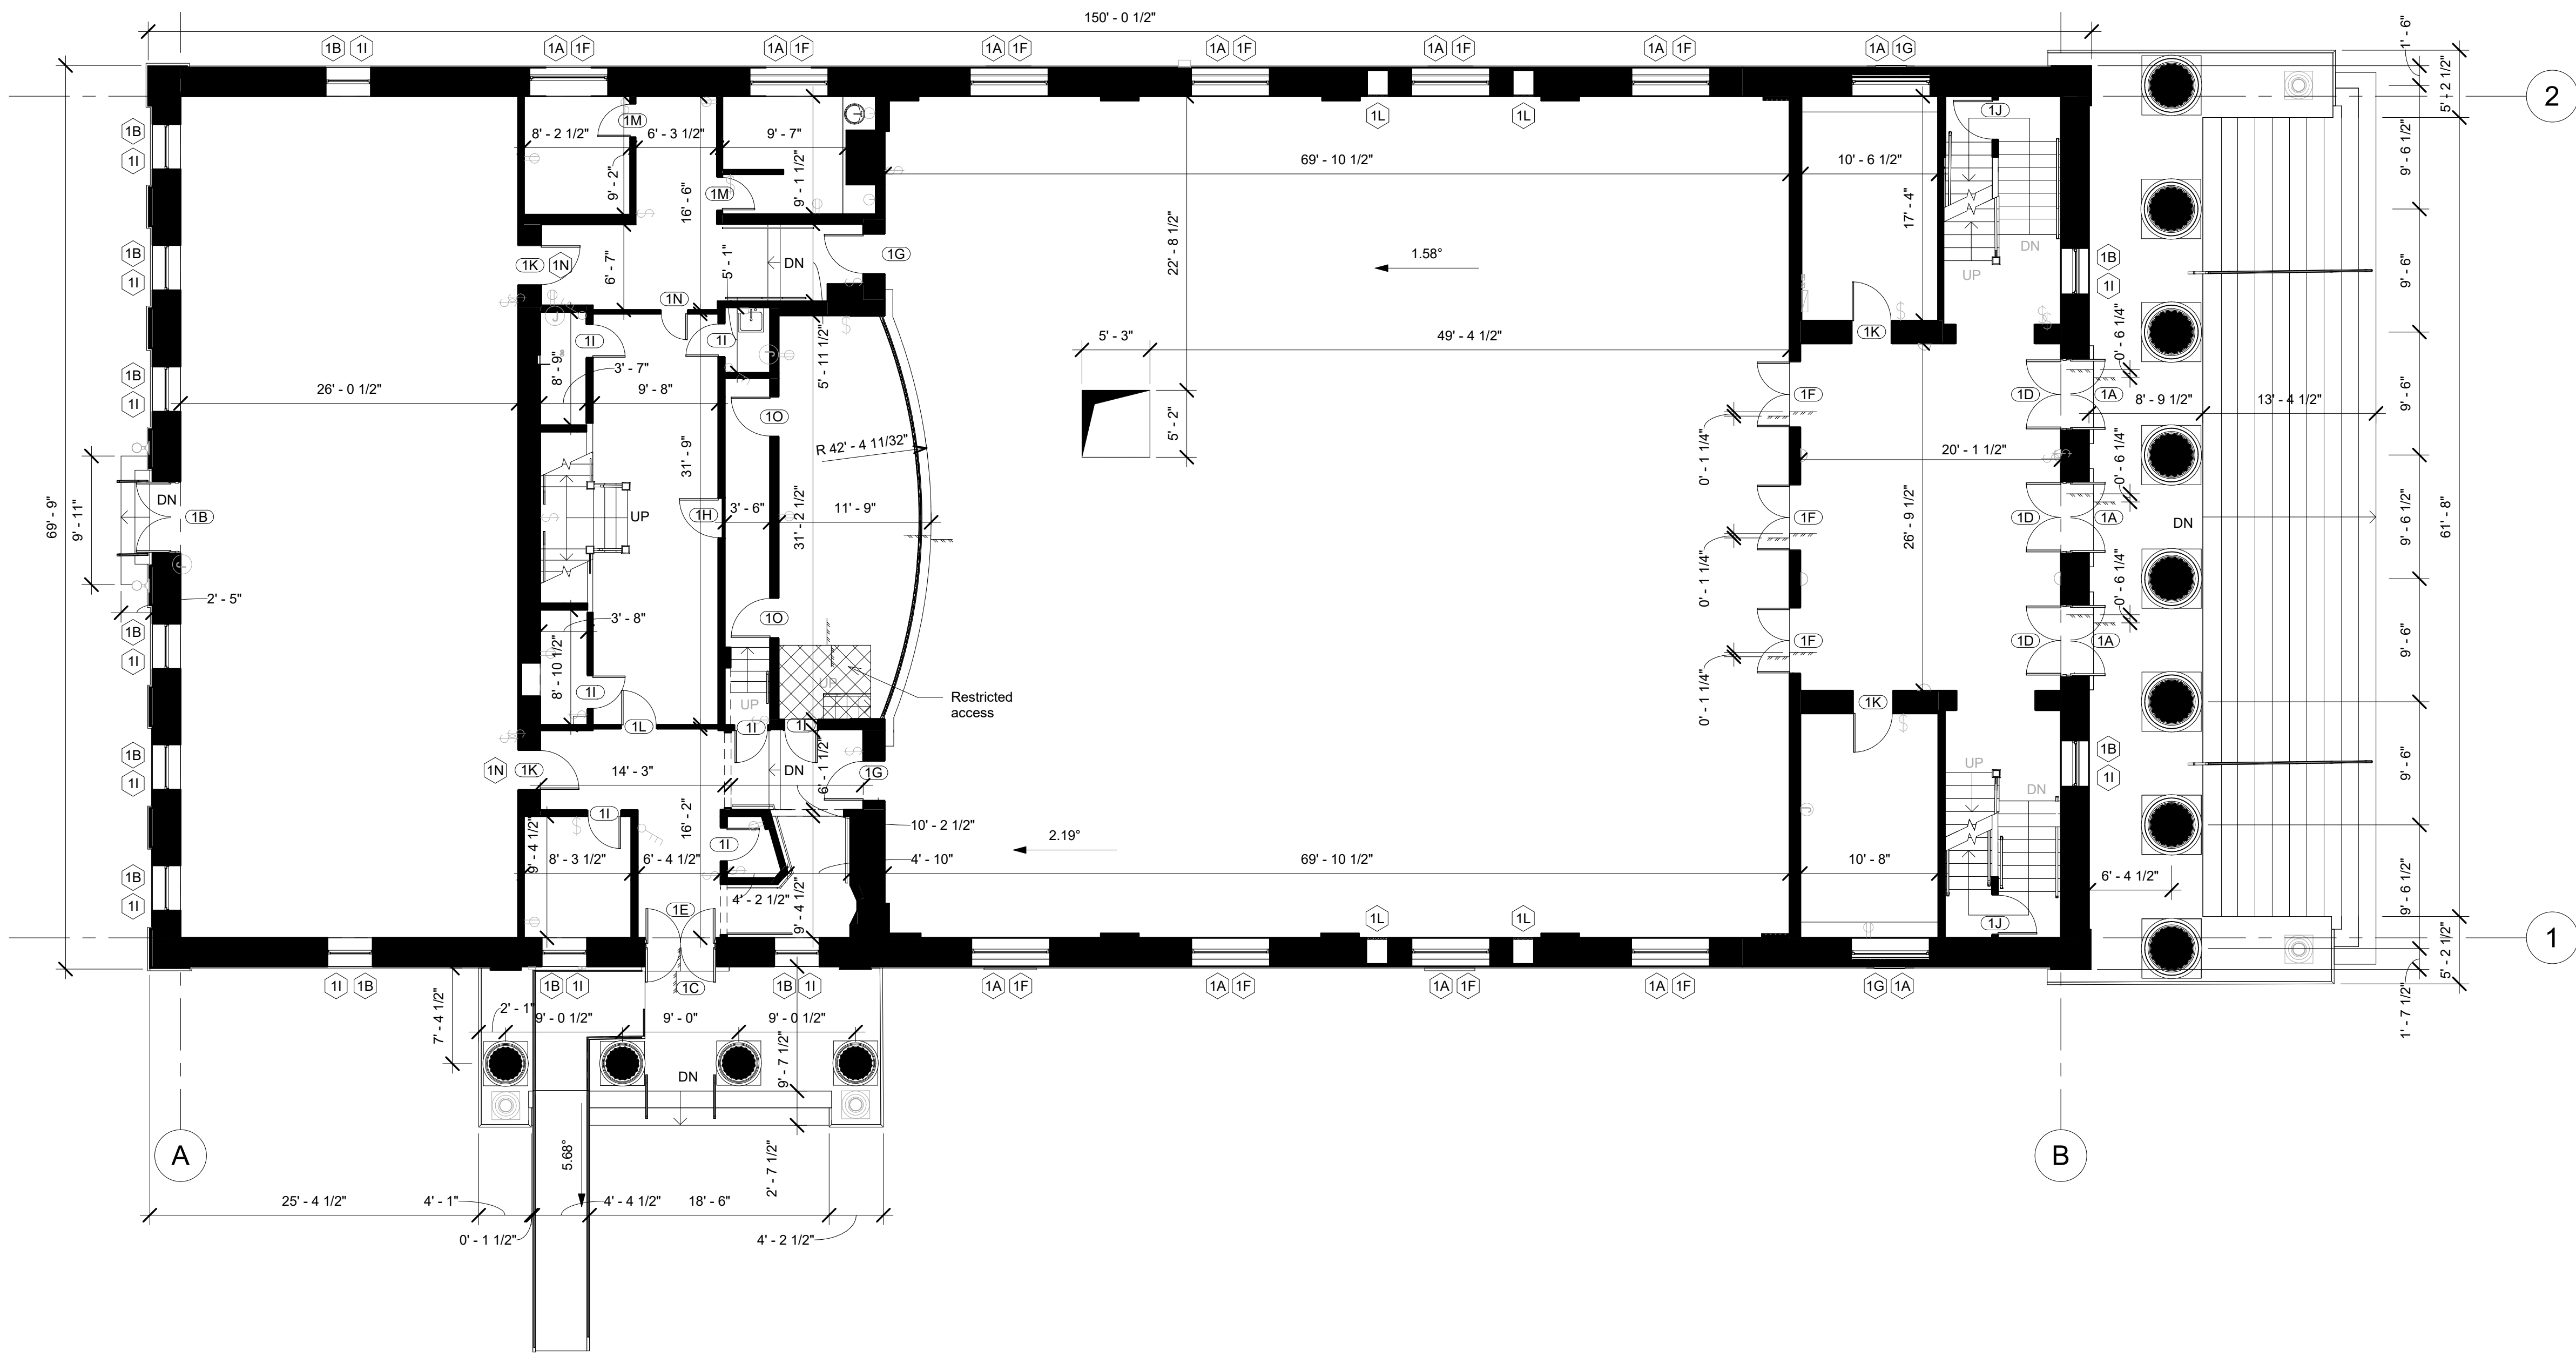 150' - 0 1/2"
1B 1I
1A 1F
1A 1F
1A 1F
1A 1F
1A 1F
1A 1F
1A 1G
1' - 6"
5' - 2 1/2"
2
1L
1L
1J
1B
1I
8' - 2 1/2"
1M
6' - 3 1/2"
9' - 7"
9' - 2"
16' - 6"
1M
9' - 1 1/2"
69' - 10 1/2"
10' - 6 1/2"
17' - 4"
9' - 6 1/2"
22' - 8 1/2"
1B
1I
1K
1N
6' - 7"
5' - 1"
DN
1G
1.58°
DN
UP
1B
1I
9' - 6"
1N
1I
1I
5' - 11 1/2"
5' - 3"
49' - 4 1/2"
1K
0' - 6 1/4"
1B
1I
8' - 9"
3' - 7"
26' - 0 1/2"
9' - 8"
1O
5' - 2"
1F
1D
1A
8' - 9 1/2"
13' - 4 1/2"
9' - 6"
R 42' - 4 11/32"
31' - 9"
0' - 1 1/4"
20' - 1 1/2"
0' - 6 1/4"
69' - 9"
9' - 11"
DN
1B
UP
1H
3' - 6"
31' - 2 1/2"
11' - 9"
1F
26' - 9 1/2"
1D
1A
DN
9' - 6 1/2"
61' - 8"
2' - 5"
0' - 1 1/4"
0' - 6 1/4"
1B
1I
3' - 8"
8' - 10 1/2"
1O
1F
1D
1A
9' - 6"
1I
UP
UP
Restricted
access
0' - 1 1/4"
1K
1L
1I
1I
1B
1I
1N
1K
14' - 3"
DN
6' - 1 1/2"
1G
UP
DN
1B
1I
9' - 6"
1I
16' - 2"
10' - 2 1/2"
2.19°
9' - 4 1/2"
8' - 3 1/2"
6' - 4 1/2"
1I
4' - 10"
69' - 10 1/2"
10' - 8"
6' - 4 1/2"
1B
1I
4' - 2 1/2"
9' - 4 1/2"
9' - 6 1/2"
1E
1L
1L
1J
1
1I 1B
1B 1I
1C
1B 1I
1A 1F
1A 1F
1A 1F
1A 1F
1G 1A
5' - 2 1/2"
1' - 7 1/2"
7' - 4 1/2"
2' - 1"
9' - 0 1/2"
9' - 0"
9' - 0 1/2"
9' - 7 1/2"
DN
A
5.68°
2' - 7 1/2"
B
25' - 4 1/2"
4' - 1"
4' - 4 1/2"
18' - 6"
0' - 1 1/2"
4' - 2 1/2"